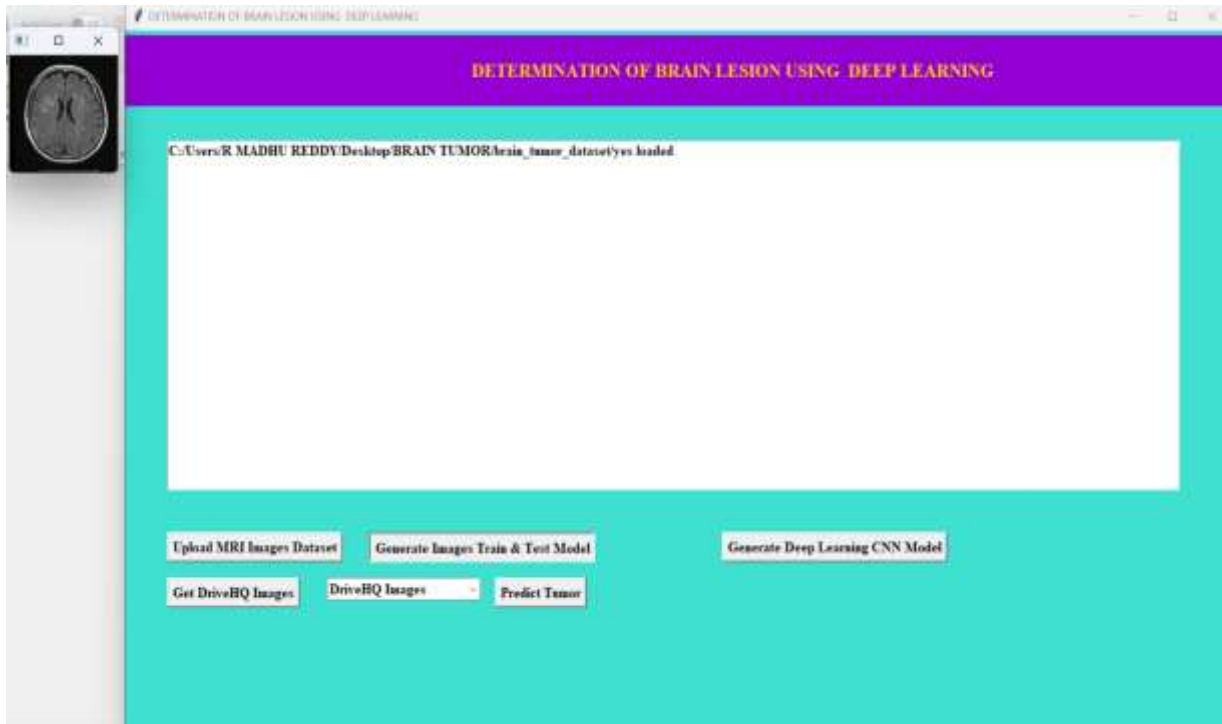 DETERMINATION OF BRAIN LESION USING DEEP LEARNING
DETERMINATION OF BRAIN LESION USING DEEP LEARNING
C:/Users/R MADHU REDDY/Desktop/BRAIN TUMOR/brain_tumor_dataset/yes loaded
Upload MRI Images Dataset
Generate Images Train & Test Model
Generate Deep Learning CNN Model
Get DriveHQ Images
DriveHQ Images
Predict Tumor